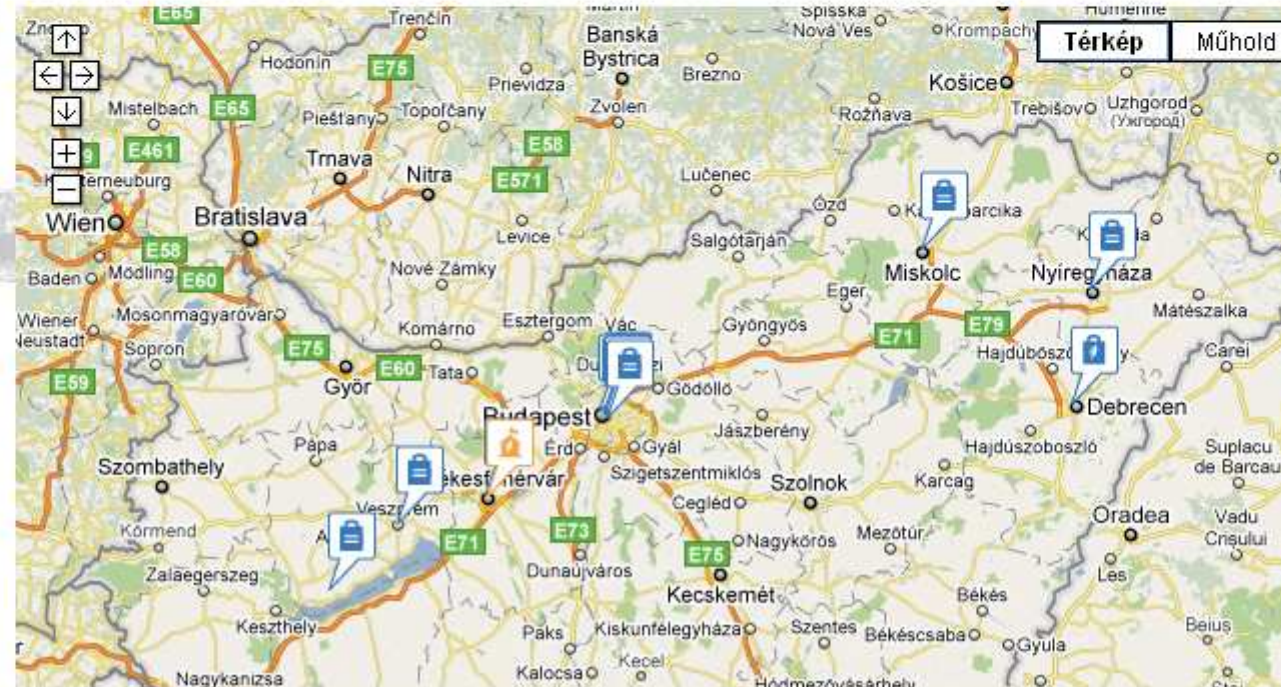 E65
Trenčín
Spišská
Nová Ves
Krompachy
Humenné
Banská
Bystrica
Térkép
Műhold
Hodonín
E75
Prievidza
Brezno
Košice
Mistelbach
E65
Piešťany
Topoľčany
Zvolen
Rožňava
Trebišov
Uzhgorod
(Ужгород)
E461
Trnava
Nitra
E58
E571
Lučenec
Wien
Bratislava
Ózd
Levice
Salgótarján
E58
E60
Baden
Mödling
Nové Zámky
Miskolc
Eger
Mátészalka
Wiener
Neustadt
Mosonmagyaróvár
Komárno
Esztergom
Vác
Gyöngyös
E71
E79
Sopron
E75
Győr
E60
Tata
Carei
E59
Gödöllő
Budapest
Debrecen
Jászberény
Pápa
Érd
Gyál
Hajdúszoboszló
Szombathely
Szigetszentmiklós
Suplacu
de Barcau
Cegléd
Szolnok
Karcag
Körmend
E71
E73
E75
Nagykőrös
Mezőtúr
Oradea
Vadu
Crişului
Zalaegerszeg
Dunaújváros
Kecskemét
Les
Békés
Keszthely
Paks
Kiskunfélegyháza
Szentes
Békéscsaba
Gyula
Beiuș
Nagykanizsa
Kalocsa
Kecel
Hódmezővásárhely